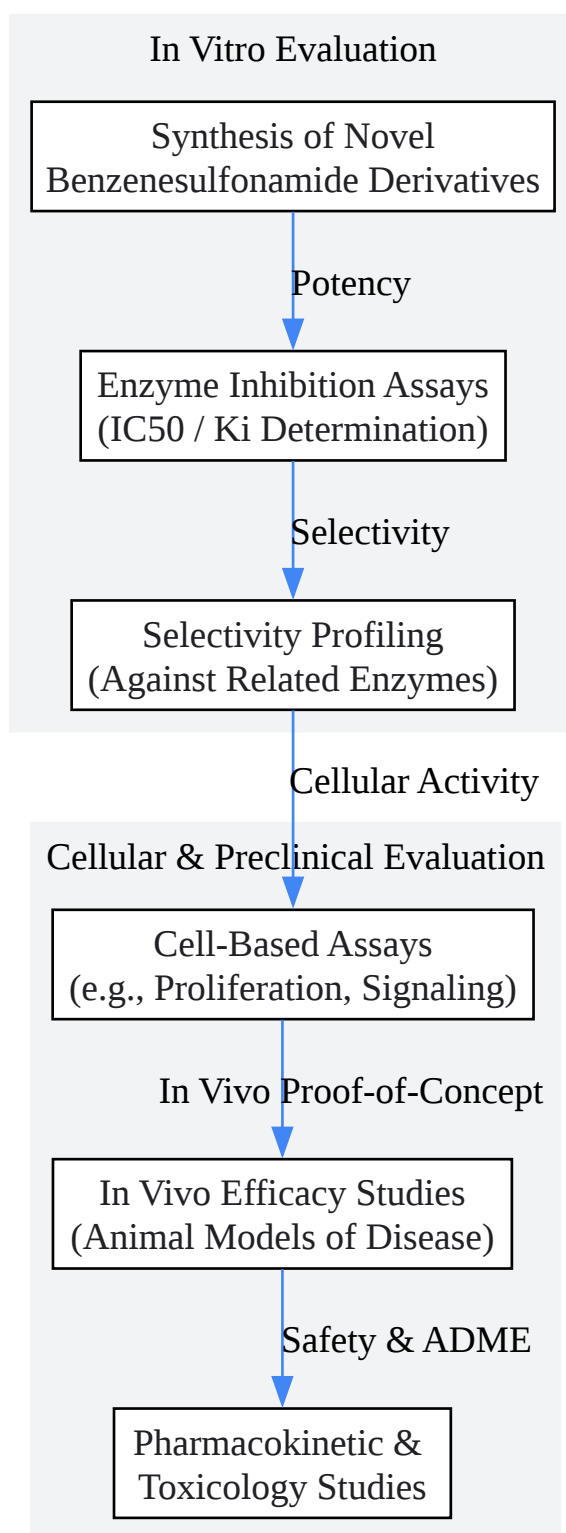 In Vitro Evaluation
Synthesis of Novel
Benzenesulfonamide Derivatives
Potency
Enzyme Inhibition Assays
(IC50 / Ki Determination)
Selectivity
Selectivity Profiling
(Against Related Enzymes)
Cellular Activity
Cellular & Preclinical Evaluation
Cell-Based Assays
(e.g., Proliferation, Signaling)
In Vivo Proof-of-Concept
In Vivo Efficacy Studies
(Animal Models of Disease)
Safety & ADME
Pharmacokinetic &
Toxicology Studies